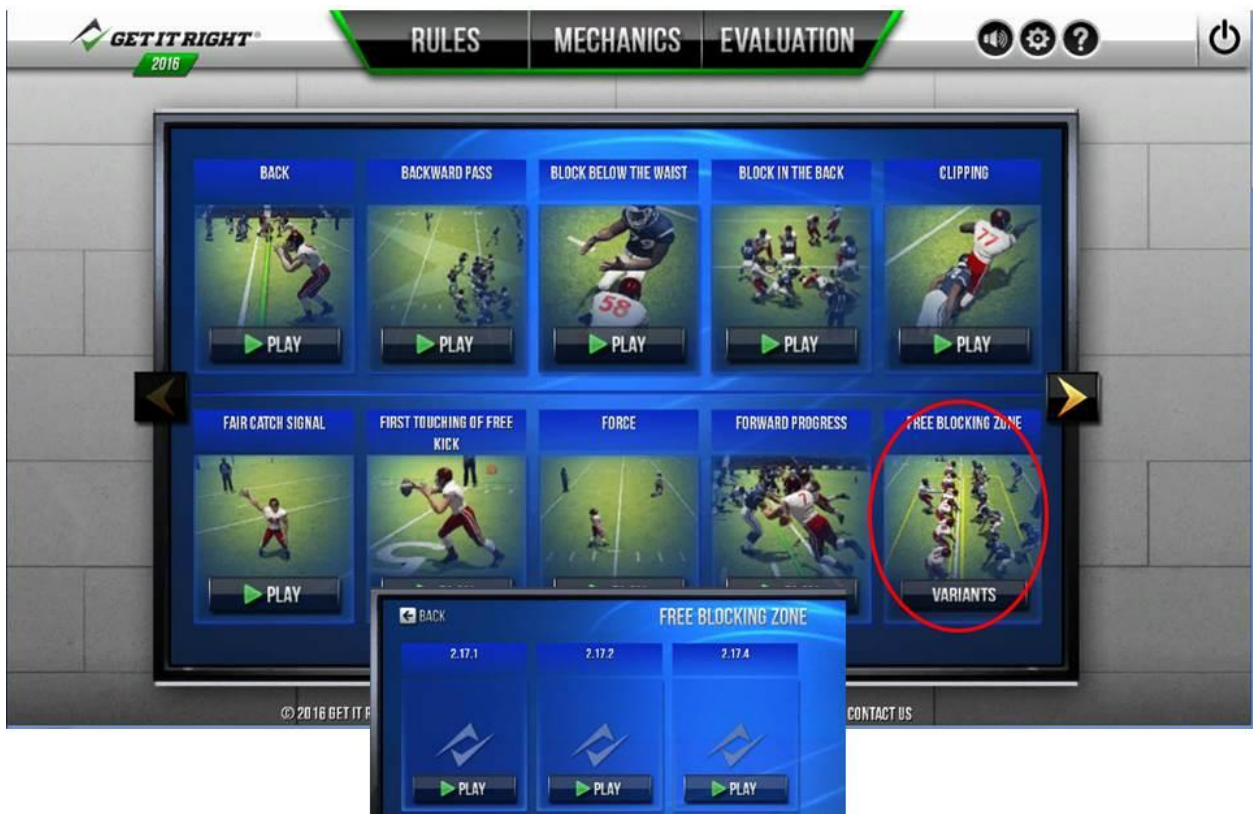 GET IT RIGHT®
2016
RULES
MECHANICS
EVALUATION
?
BACK
BACKWARD PASS
BLOCK BELOW THE WAIST
BLOCK IN THE BACK
CLIPPING
77
58
PLAY
PLAY
PLAY
PLAY
PLAY
FAIR CATCH SIGNAL
FIRST TOUCHING OF FREE
KICK
FORCE
FORWARD PROGRESS
FREE BLOCKING ZONE
7
PLAY
VARIANTS
BACK
FREE BLOCKING ZONE
2.17.1
2.17.2
2.17.4
PLAY
PLAY
PLAY
© 2016 GET IT
CONTACT US